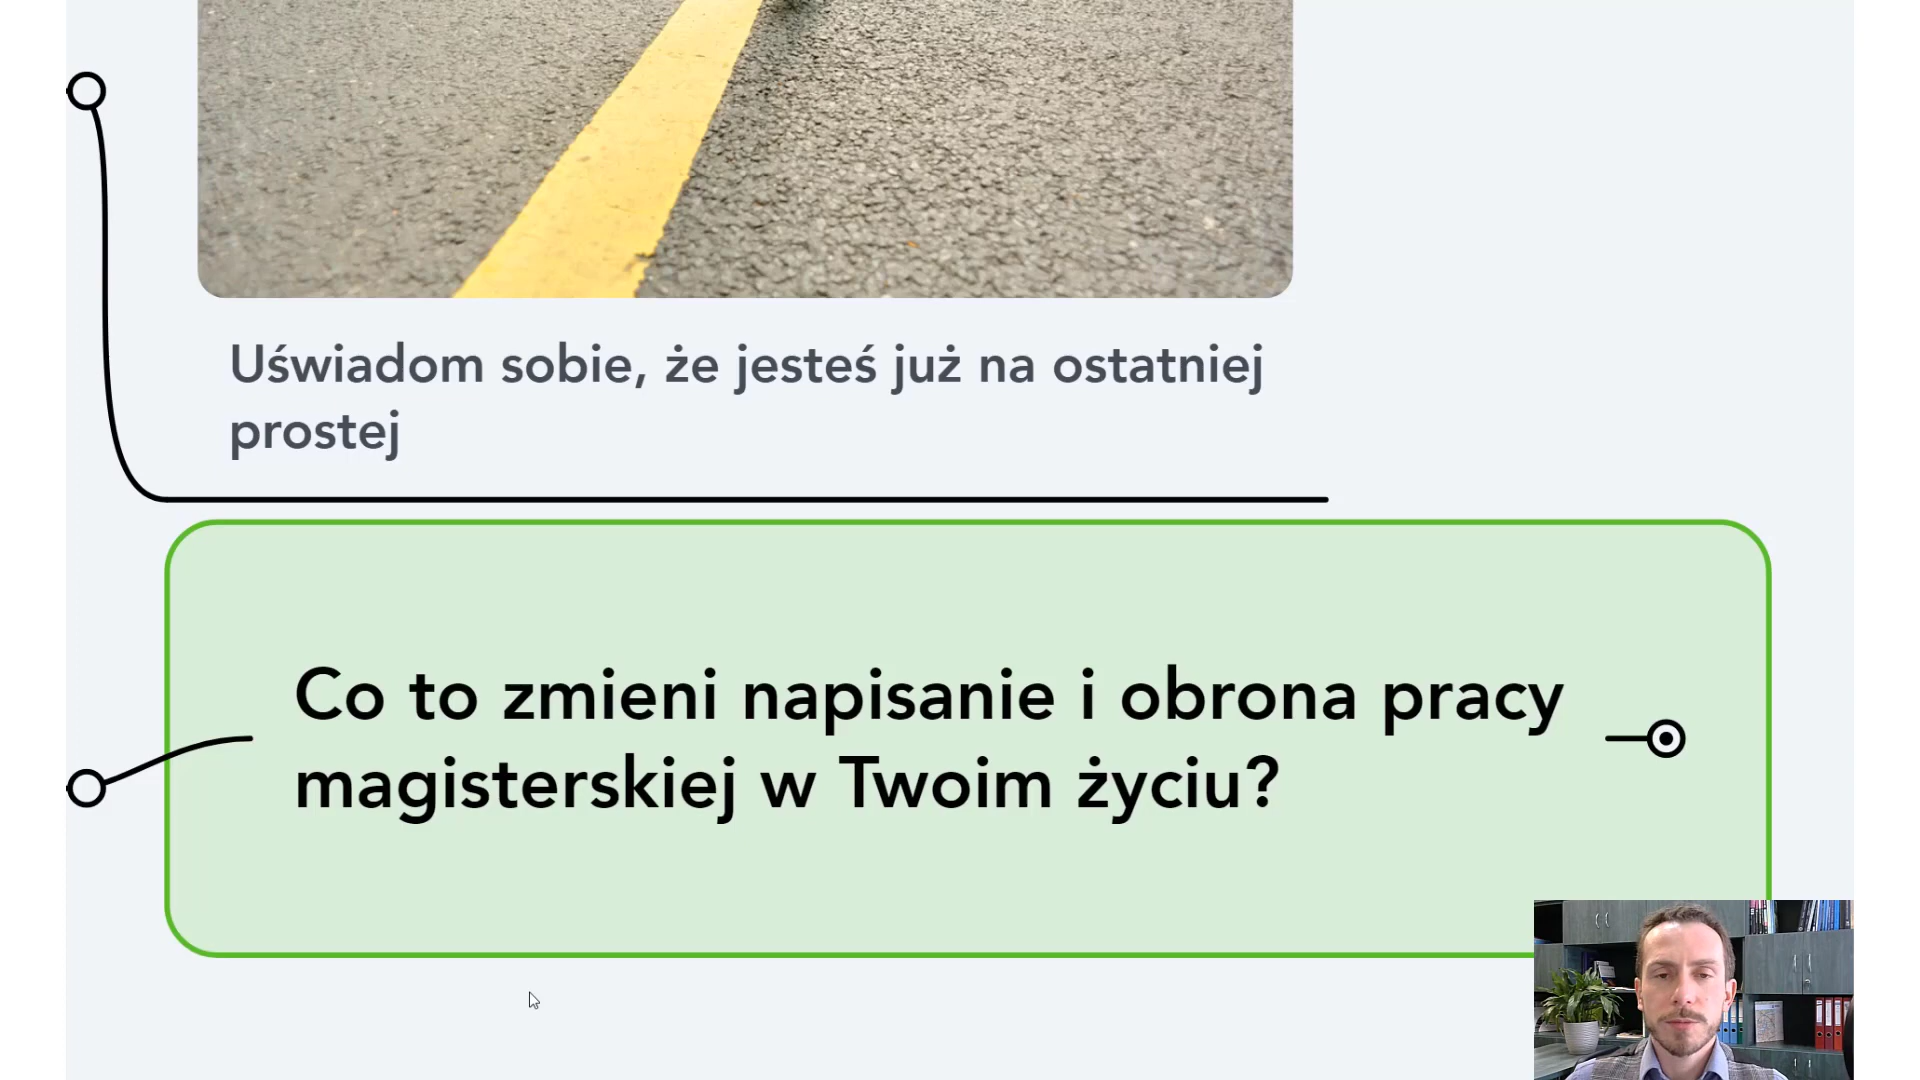 Uświadom sobie, że jesteś już na ostatniej
prostej
Co to zmieni napisanie i obrona pracy
magisterskiej w Twoim życiu?